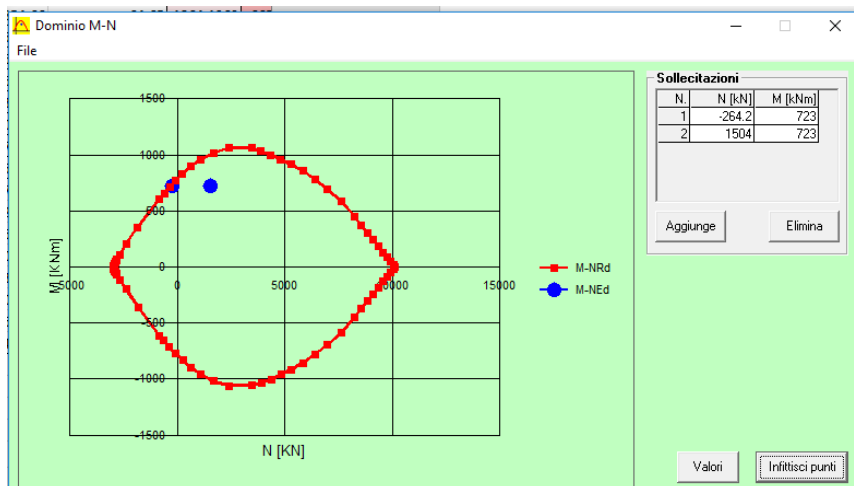 Dominio M-N
File
1500
1000
500
0
-500
-1000
-1500
M [KNm]
5000
0
5000
0000
15000
N [KN]
M-NRd
M-NEd
Sollecitazioni
N. N [kN] M [kNm]
1 -264.2 723
2 1504 723
Aggiunge Elimina
Valori Infittisci punti